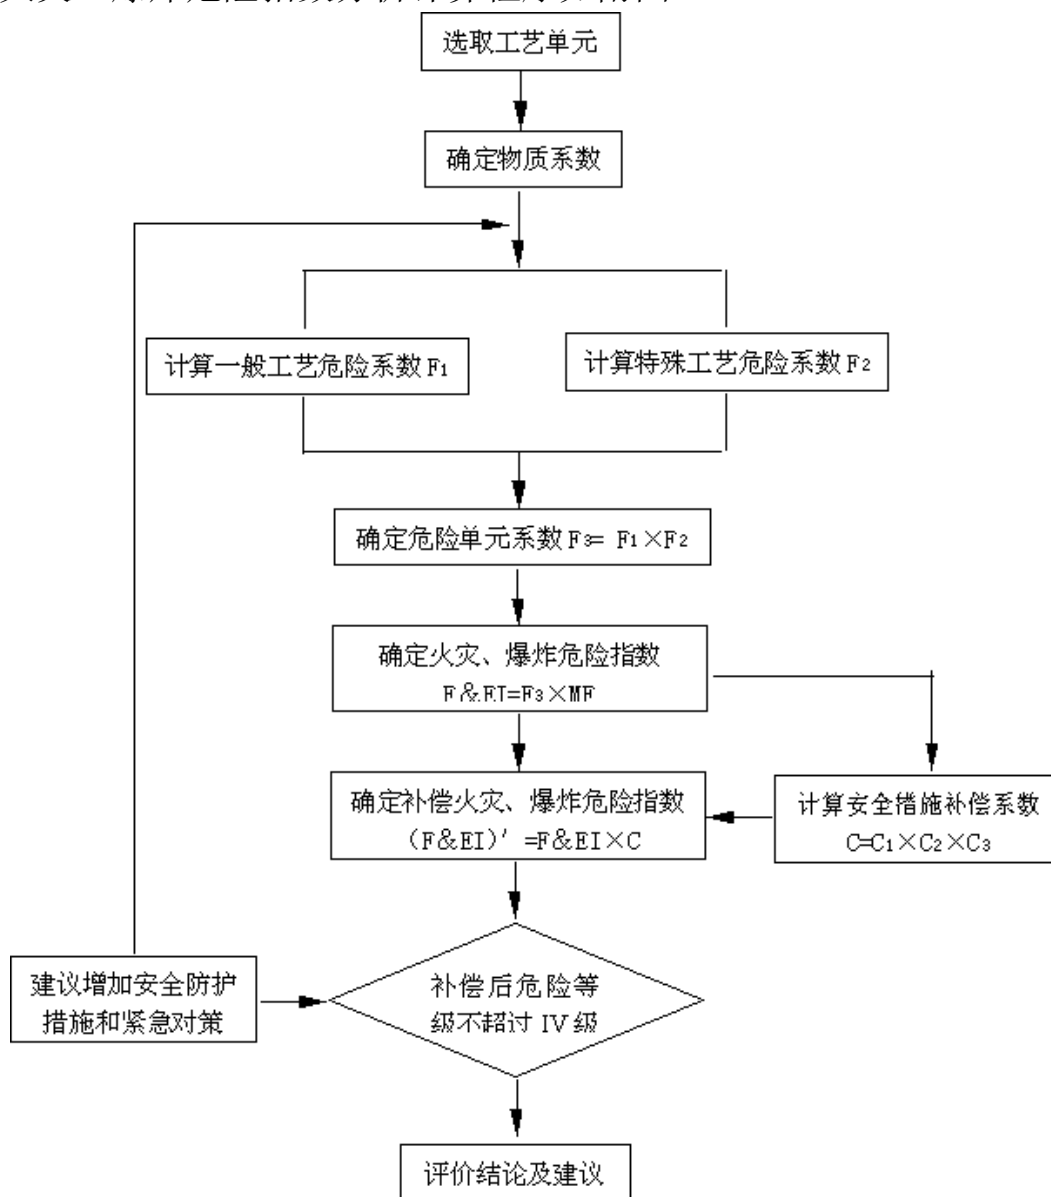 选取工艺单元
确定物质系数
计算一般工艺危险系数 F₁
计算特殊工艺危险系数 F₂
确定危险单元系数 F₃= F₁×F₂
确定火灾、爆炸危险指数
F&EI=F₃×MF
确定补偿火灾、爆炸危险指数
(F&EI)′=F&EI×C
计算安全措施补偿系数
C=C₁×C₂×C₃
建议增加安全防护
措施和紧急对策
补偿后危险等
级不超过 IV 级
评价结论及建议